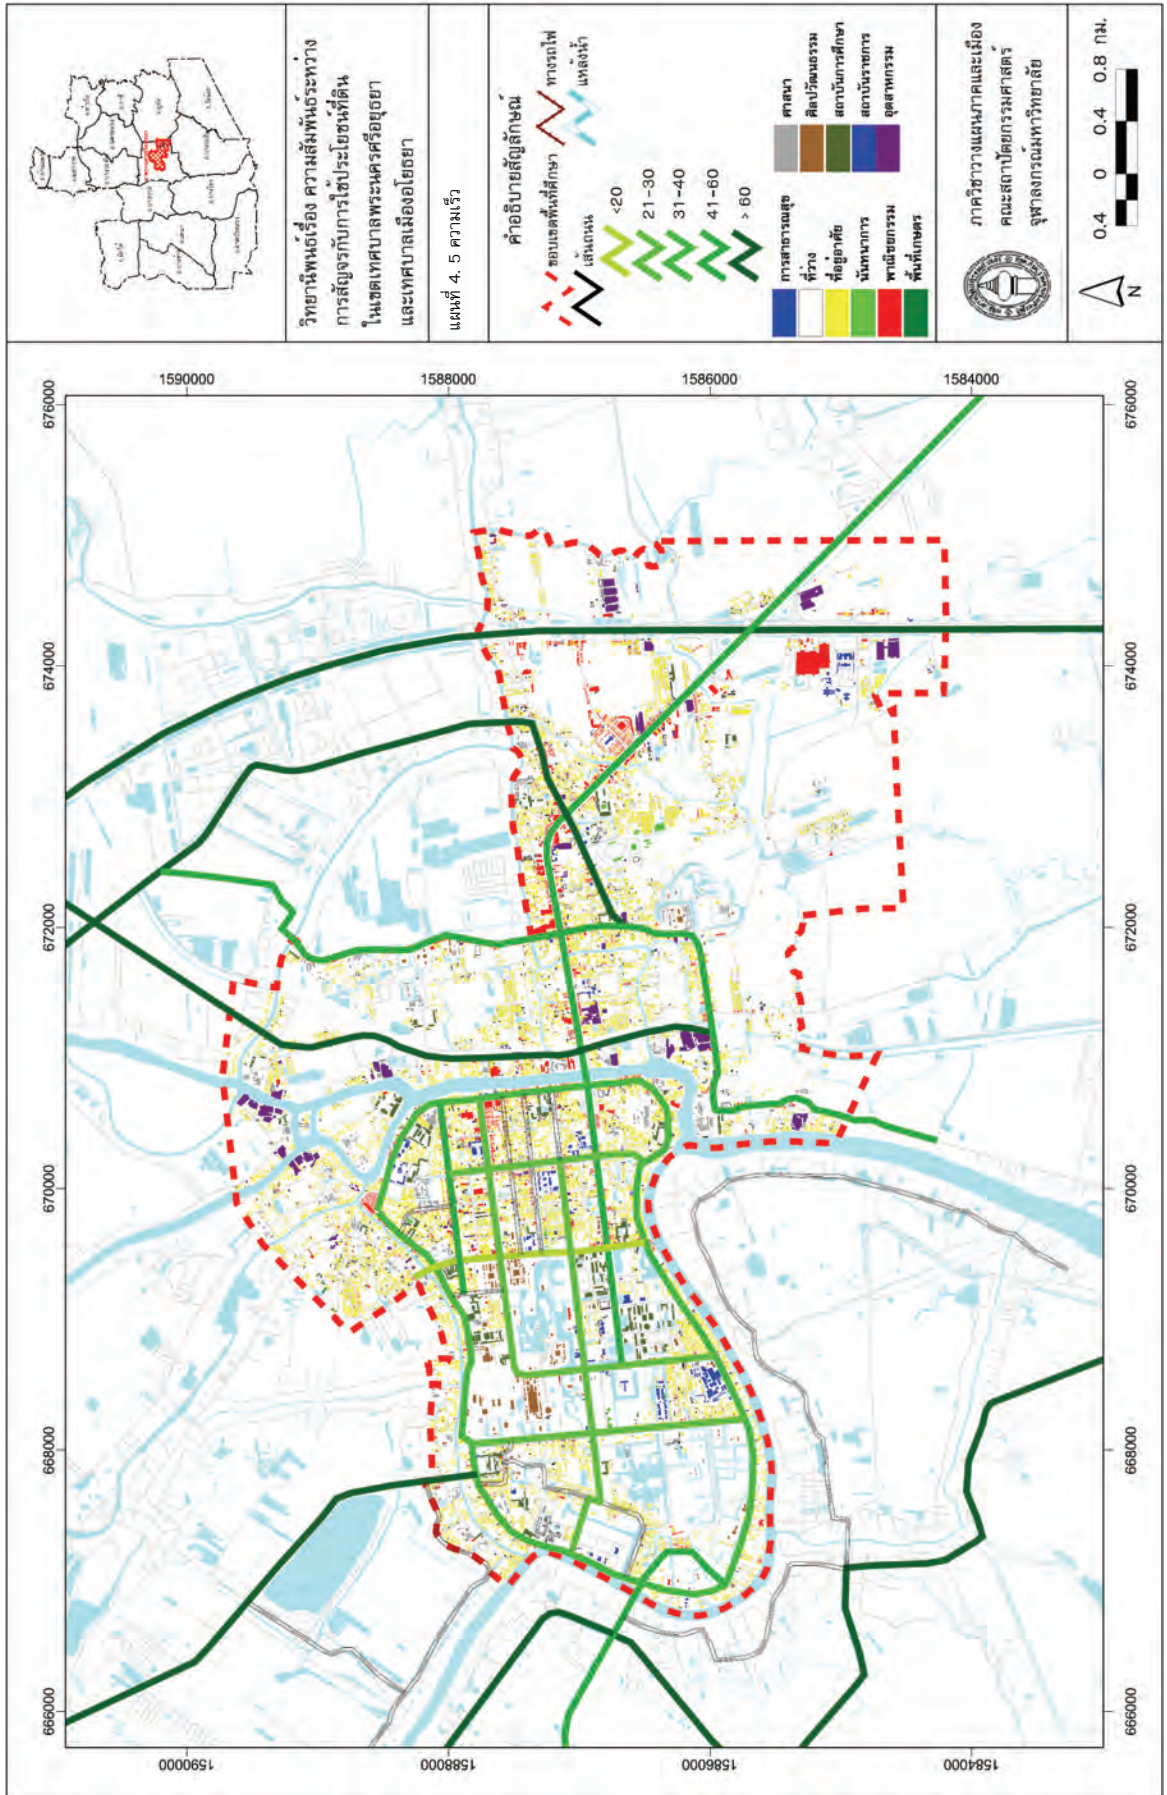 วิทยานิพนธ์เรื่อง ความสัมพันธ์ระหว่าง
การสัญจรกับการใช้ประโยชน์ที่ดิน
ในเขตเทศบาลพระนครศรีอยุธยา
และเทศบาลเมืองอโยธยา
แผนที่ 4. 5 ความเร็ว
คำอธิบายสัญลักษณ์
ขอบเขตพื้นที่ศึกษา
ทางรถไฟ
เส้นถนน
แหล่งน้ำ
<20
21-30
31-40
41-60
> 60
การสาธารณสุข
ที่ว่าง
ที่อยู่อาศัย
นันทนาการ
พาณิชยกรรม
พื้นที่เกษตร
ศาสนา
ศิลปวัฒนธรรม
สถาบันการศึกษา
สถาบันราชการ
อุตสาหกรรม
ภาควิชาวางแผนภาคและเมือง
คณะสถาปัตยกรรมศาสตร์
จุฬาลงกรณ์มหาวิทยาลัย
N
0.4 0 0.4 0.8 กม.
666000 668000 670000 672000 674000 676000
1590000
1588000
1586000
1584000
1590000
1588000
1586000
1584000
666000 668000 670000 672000 674000 676000